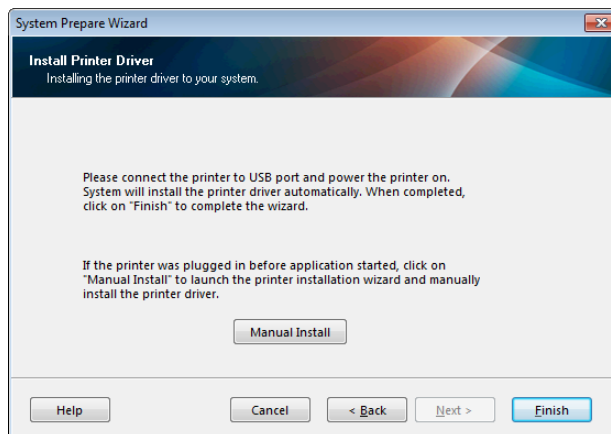 System Prepare Wizard
Install Printer Driver
Installing the printer driver to your system.
Please connect the printer to USB port and power the printer on.
System will install the printer driver automatically. When completed,
click on "Finish" to complete the wizard.
If the printer was plugged in before application started, click on
"Manual Install" to launch the printer installation wizard and manually
install the printer driver.
Manual Install
Help
Cancel
< Back
Next >
Finish